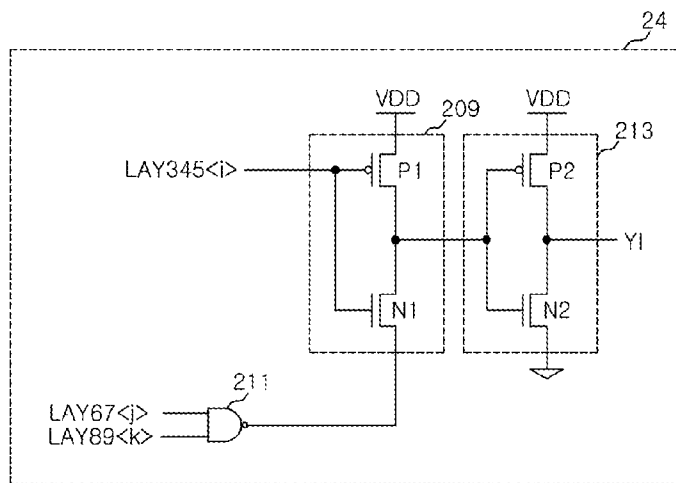 24
VDD
209
VDD
213
LAY345<i>
P1
P2
YI
N1
N2
211
LAY67<j>
LAY89<k>